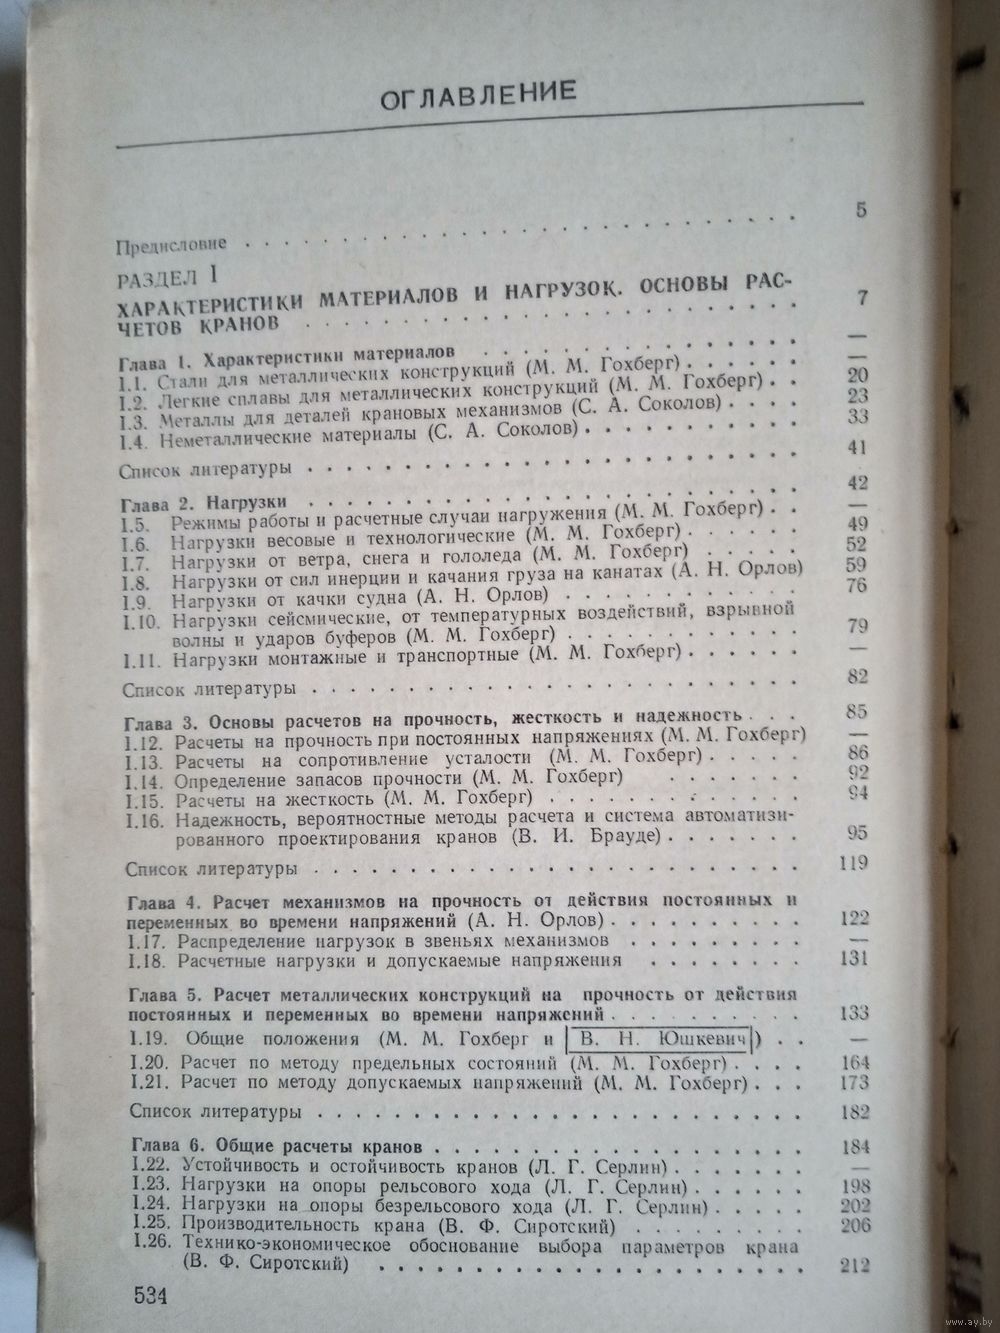 ОГЛАВЛЕНИЕ
Предисловие . . . . . . . . . . . . . . . . . . . . . . . 5
РАЗДЕЛ I
ХАРАКТЕРИСТИКИ МАТЕРИАЛОВ И НАГРУЗОК. ОСНОВЫ РАС-
ЧЕТОВ КРАНОВ . . . . . . . . . . . . . . . . . . . . 7
Глава 1. Характеристики материалов . . . . . . . . . . . . —
I.1. Стали для металлических конструкций (М. М. Гохберг) . . . . . . —
I.2. Легкие сплавы для металлических конструкций (М. М. Гохберг) . . 20
I.3. Металлы для деталей крановых механизмов (С. А. Соколов) . . . . 23
I.4. Неметаллические материалы (С. А. Соколов) . . . . . . . . . 33
Список литературы . . . . . . . . . . . . . . . . . . . . 41
Глава 2. Нагрузки . . . . . . . . . . . . . . . . . . . . 42
I.5. Режимы работы и расчетные случаи нагружения (М. М. Гохберг) . . —
I.6. Нагрузки весовые и технологические (М. М. Гохберг) . . . . . . 49
I.7. Нагрузки от ветра, снега и гололеда (М. М. Гохберг) . . . . . 52
I.8. Нагрузки от сил инерции и качания груза на канатах (А. Н. Орлов) 59
I.9. Нагрузки от качки судна (А. Н. Орлов) . . . . . . . . . . 76
I.10. Нагрузки сейсмические, от температурных воздействий, взрывной
волны и ударов буферов (М. М. Гохберг) . . . . . . . . . . 79
I.11. Нагрузки монтажные и транспортные (М. М. Гохберг) . . . . . . —
Список литературы . . . . . . . . . . . . . . . . . . . . 82
Глава 3. Основы расчетов на прочность, жесткость и надежность . . . 85
I.12. Расчеты на прочность при постоянных напряжениях (М. М. Гохберг) —
I.13. Расчеты на сопротивление усталости (М. М. Гохберг) . . . . . 86
I.14. Определение запасов прочности (М. М. Гохберг) . . . . . . 92
I.15. Расчеты на жесткость (М. М. Гохберг) . . . . . . . . . . . 94
I.16. Надежность, вероятностные методы расчета и система автоматизи-
рованного проектирования кранов (В. И. Брауде) . . . . . . . 95
Список литературы . . . . . . . . . . . . . . . . . . . . 119
Глава 4. Расчет механизмов на прочность от действия постоянных и
переменных во времени напряжений (А. Н. Орлов) . . . . . . . . . 122
I.17. Распределение нагрузок в звеньях механизмов . . . . . . . —
I.18. Расчетные нагрузки и допускаемые напряжения . . . . . . . 131
Глава 5. Расчет металлических конструкций на прочность от действия
постоянных и переменных во времени напряжений . . . . . . . . . 133
I.19. Общие положения (М. М. Гохберг и В. Н. Юшкевич) . . —
I.20. Расчет по методу предельных состояний (М. М. Гохберг) . . . . 164
I.21. Расчет по методу допускаемых напряжений (М. М. Гохберг) . . . 173
Список литературы . . . . . . . . . . . . . . . . . . . . 182
Глава 6. Общие расчеты кранов . . . . . . . . . . . . . . 184
I.22. Устойчивость и остойчивость кранов (Л. Г. Серлин) . . . . . . . —
I.23. Нагрузки на опоры рельсового хода (Л. Г. Серлин) . . . . . . 198
I.24. Нагрузки на опоры безрельсового хода (Л. Г. Серлин) . . . . . 202
I.25. Производительность крана (В. Ф. Сиротский) . . . . . . . . 206
I.26. Технико-экономическое обоснование выбора параметров крана
(В. Ф. Сиротский) . . . . . . . . . . . . . . . . . . 212
534
www.ay.by